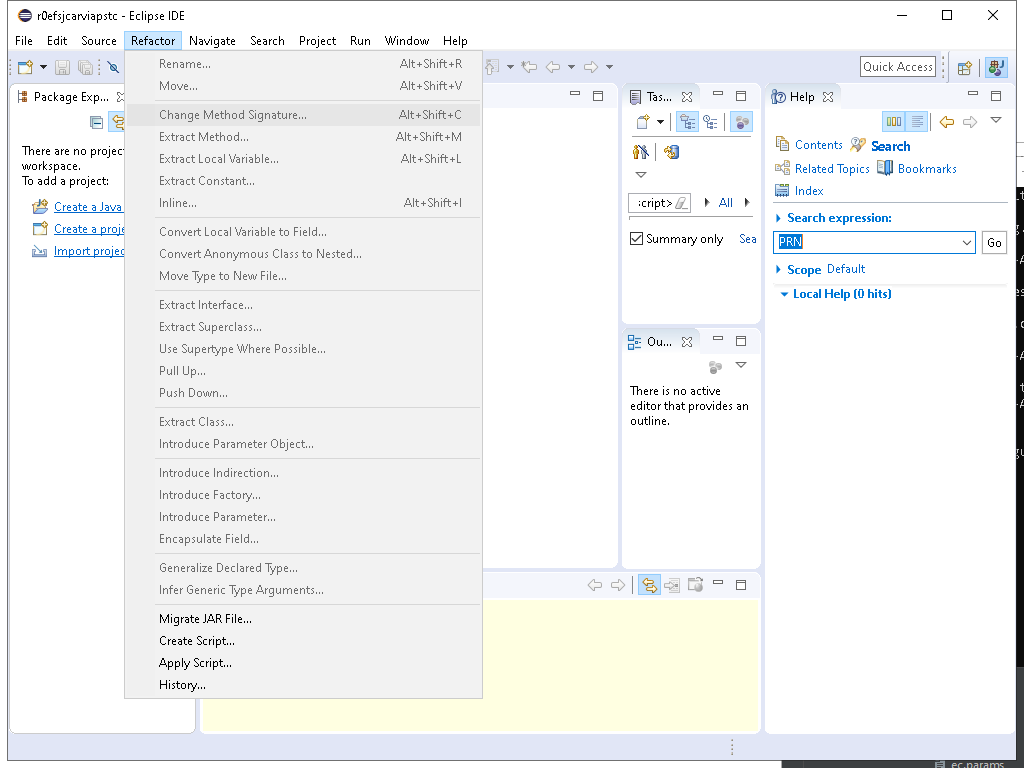 r0efsjcarviapstc - Eclipse IDE
File Edit Source Refactor Navigate Search Project Run Window Help
Quick Access
Package Exp...
There are no projec
workspace.
To add a project:
Create a Java
Create a proje
Import projec
Rename... Alt+Shift+R
Move... Alt+Shift+V
Change Method Signature... Alt+Shift+C
Extract Method... Alt+Shift+M
Extract Local Variable... Alt+Shift+L
Extract Constant...
Inline... Alt+Shift+I
Convert Local Variable to Field...
Convert Anonymous Class to Nested...
Move Type to New File...
Extract Interface...
Extract Superclass...
Use Supertype Where Possible...
Pull Up...
Push Down...
Extract Class...
Introduce Parameter Object...
Introduce Indirection...
Introduce Factory...
Introduce Parameter...
Encapsulate Field...
Generalize Declared Type...
Infer Generic Type Arguments...
Migrate JAR File...
Create Script...
Apply Script...
History...
Tas...
:cript> All
Summary only Sea
Ou...
There is no active
editor that provides an
outline.
Help
Contents Search
Related Topics Bookmarks
Index
Search expression:
PRN Go
Scope Default
Local Help (0 hits)
ec.params